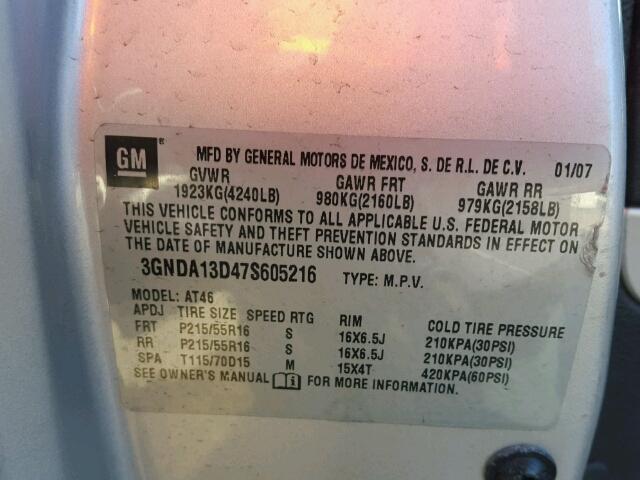 GM ® MFD BY GENERAL MOTORS DE MEXICO, S. DE R.L. DE C.V. 01/07
GVWR GAWR FRT GAWR RR
1923KG(4240LB) 980KG(2160LB) 979KG(2158LB)
THIS VEHICLE CONFORMS TO ALL APPLICABLE U.S. FEDERAL MOTOR
VEHICLE SAFETY AND THEFT PREVENTION STANDARDS IN EFFECT ON
THE DATE OF MANUFACTURE SHOWN ABOVE.
3GNDA13D47S605216 TYPE: M.P.V.
MODEL: AT46
APDJ TIRE SIZE SPEED RTG RIM COLD TIRE PRESSURE
FRT P215/55R16 S 16X6.5J 210KPA(30PSI)
RR P215/55R16 S 16X6.5J 210KPA(30PSI)
SPA T115/70D15 M 15X4T 420KPA(60PSI)
SEE OWNER'S MANUAL FOR MORE INFORMATION.